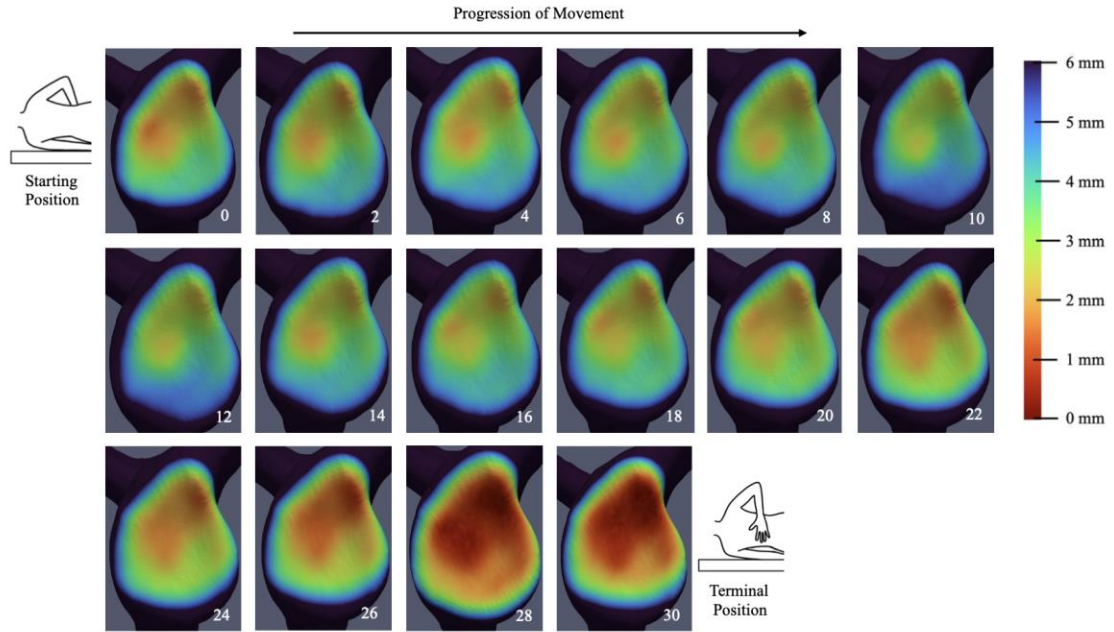 Progression of Movement
Starting
Position
0
2
4
6
8
10
12
14
16
18
20
22
24
26
28
30
Terminal
Position
6 mm
5 mm
4 mm
3 mm
2 mm
1 mm
0 mm